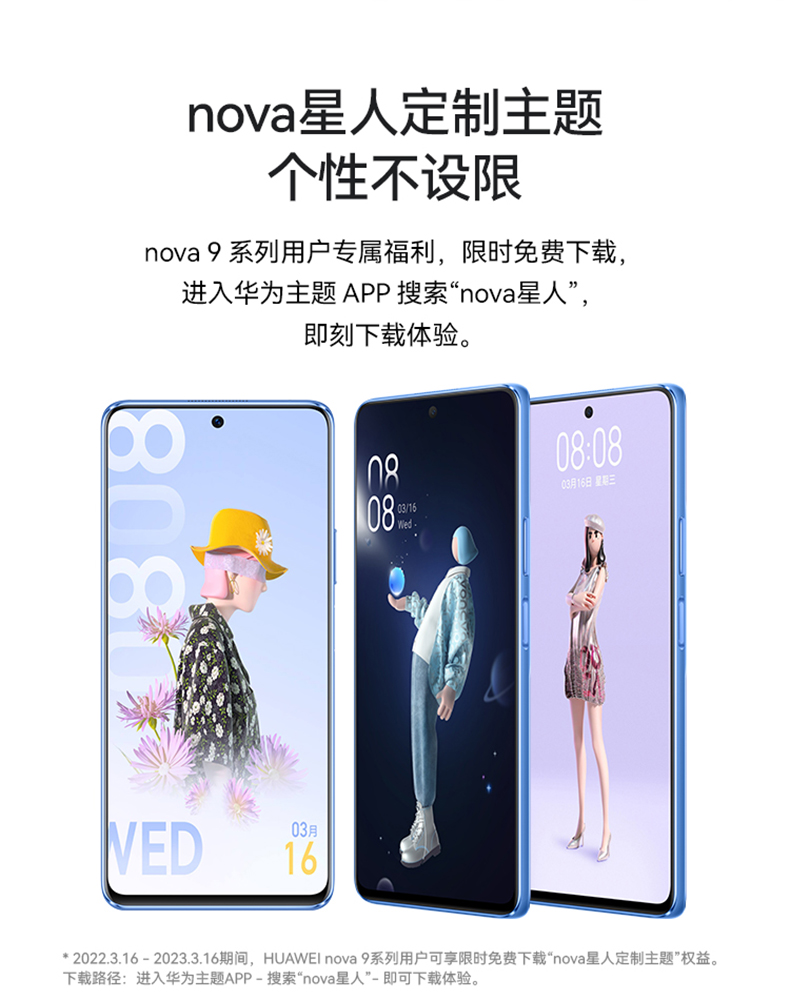 nova星人定制主题
个性不设限
nova 9 系列用户专属福利，限时免费下载，
进入华为主题 APP 搜索“nova星人”，
即刻下载体验。
08
08
WED
03月
16
08
08
03/16
Wed
08:08
03月16日 星期三
* 2022.3.16 - 2023.3.16期间，HUAWEI nova 9系列用户可享限时免费下载“nova星人定制主题”权益。
下载路径：进入华为主题APP - 搜索“nova星人”- 即可下载体验。